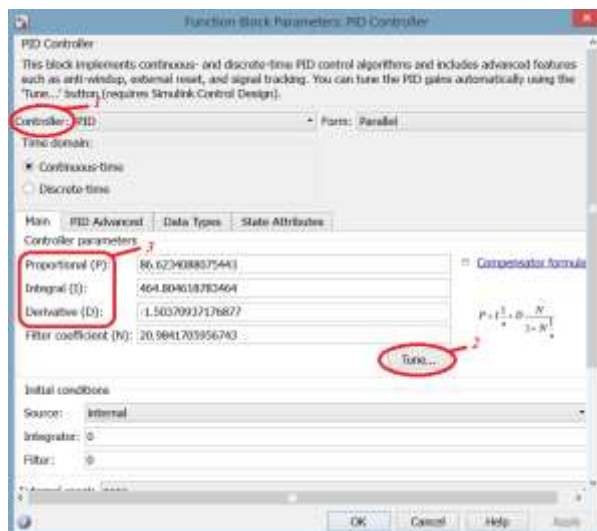 Function Block Parameters: PID Controller
PID Controller
This block implements continuous- and discrete-time PID control algorithms and includes advanced features
such as anti-windup, external reset, and signal tracking. You can tune the PID gains automatically using the
'Tune...' button (requires Simulink Control Design).
1
Controller: PID Form: Parallel
Time domain:
Continuous-time
Discrete-time
Main PID Advanced Data Types State Attributes
Controller parameters
3
Proportional (P): 86.6234088075443 Compensator formula
Integral (I): 464.804618783464
Derivative (D): -1.50370937176877
Filter coefficient (N): 20.9841705956743
2
Tune...
Initial conditions
Source: internal
Integrator: 0
Filter: 0
OK Cancel Help Apply